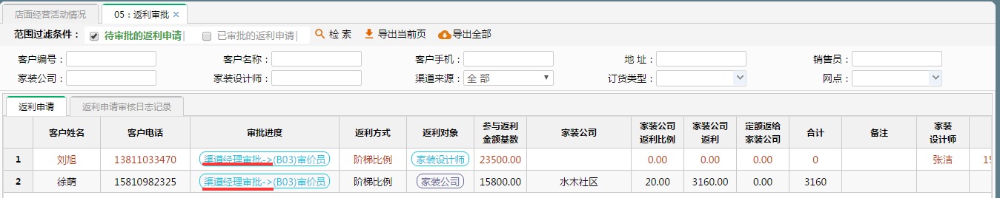 店面经营活动情况 05：返利审批 ×
范围过滤条件： 待审批的返利申请| 已审批的返利申请| 检 索 导出当前页 导出全部
客户编号： 客户名称： 客户手机： 地 址： 销售员：
家装公司： 家装设计师： 渠道来源： 全 部 订货类型： 网点：
返利申请 返利申请审核日志记录
客户姓名 客户电话 审批进度 返利方式 返利对象 参与返利 金额基数 家装公司 家装公司 返利比例 家装公司 返利 定额返给 家装公司 合计 备注 家装 设计师
1 刘旭 13811033470 渠道经理审批->(B03)审价员 阶梯比例 家装设计师 23500.00 0.00 0.00 0.00 0 张洁 15
2 徐萌 15810982325 渠道经理审批->(B03)审价员 阶梯比例 家装公司 15800.00 水木社区 20.00 3160.00 0.00 3160